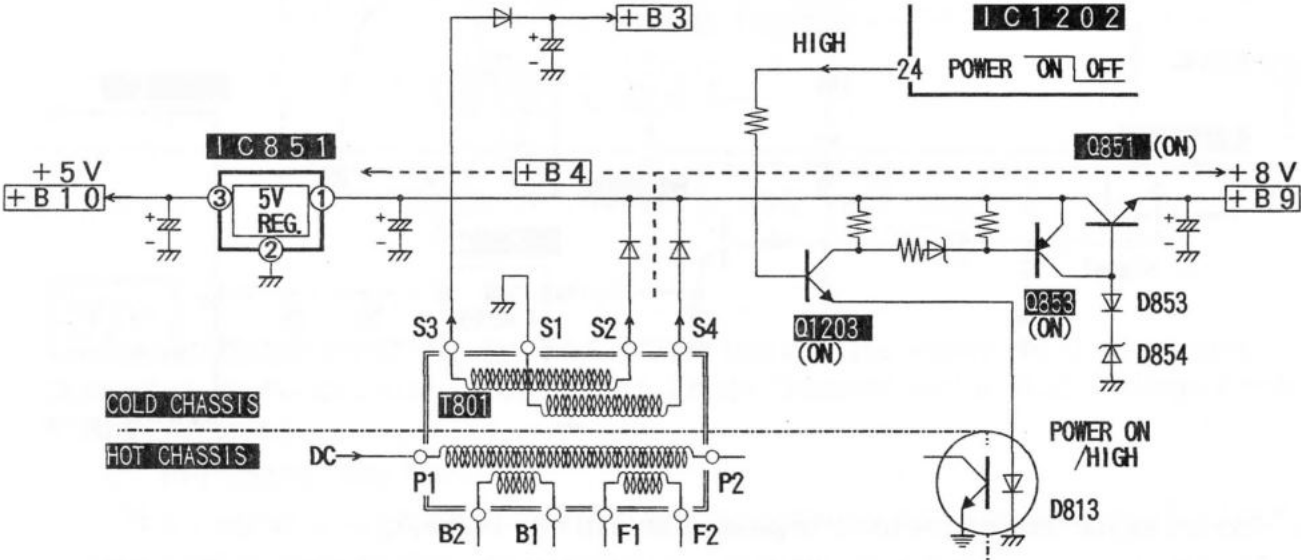 +B3
IC1202
HIGH
24 POWER ON OFF
IC851
Q851 (ON)
+5V
+B4
+8V
+B10
3 5V REG. 1
+B9
2
Q1203
(ON)
Q853
(ON)
D853
D854
S3 S1 S2 S4
T801
COLD CHASSIS
HOT CHASSIS
DC
P1 P2
POWER ON
/HIGH
D813
B2 B1 F1 F2